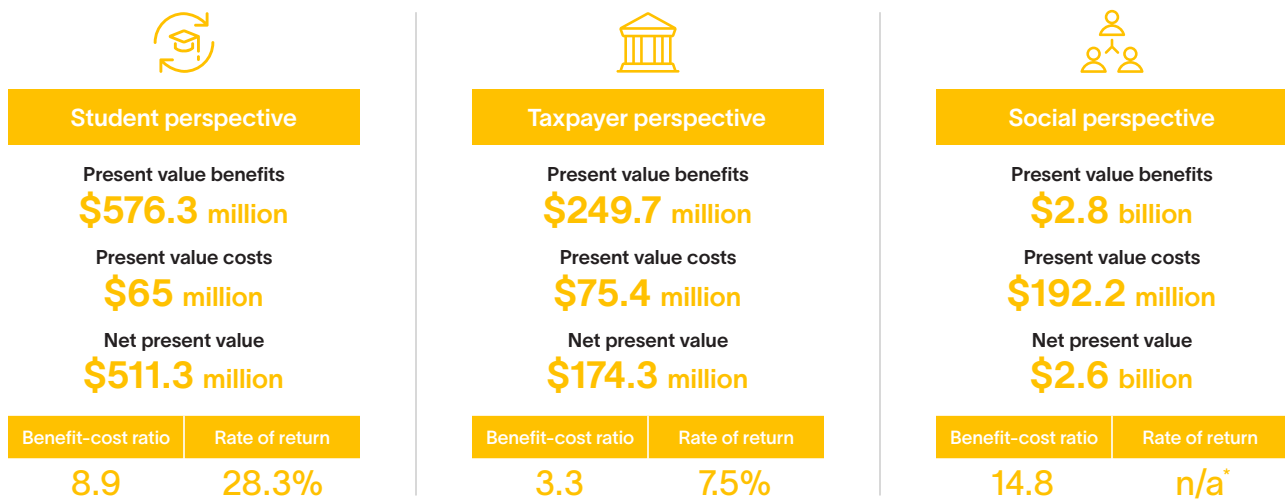 Student perspective
Present value benefits
$576.3 million
Present value costs
$65 million
Net present value
$511.3 million
Benefit-cost ratio
Rate of return
8.9
28.3%
Taxpayer perspective
Present value benefits
$249.7 million
Present value costs
$75.4 million
Net present value
$174.3 million
Benefit-cost ratio
Rate of return
3.3
7.5%
Social perspective
Present value benefits
$2.8 billion
Present value costs
$192.2 million
Net present value
$2.6 billion
Benefit-cost ratio
Rate of return
14.8
n/a*